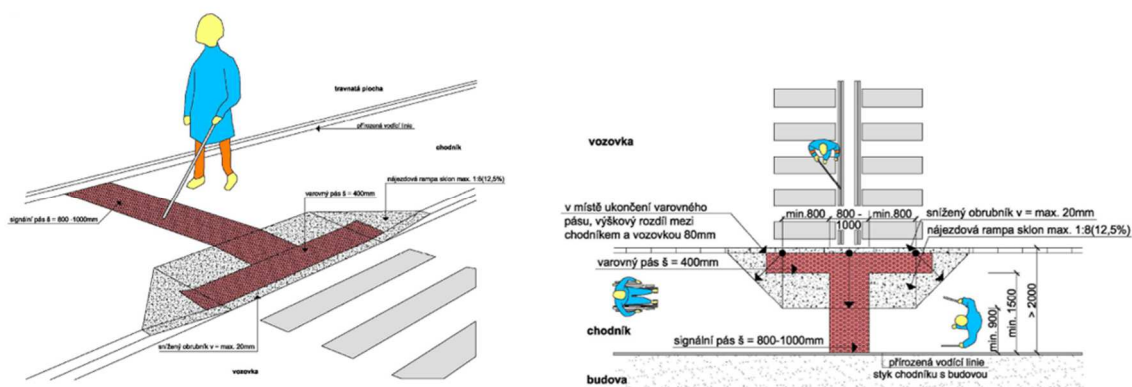 travnatá plocha
přirozená vodící linie
chodník
nájezdová rampa sklon max. 1:8(12,5%)
varovný pás š = 400mm
signální pás š = 800-1000mm
snížený obrubník v = max. 20mm
vozovka
vozovka
v místě ukončení varovného
pásu, výškový rozdíl mezi
chodníkem a vozovkou 80mm
min.800
800 -
1000
min.800
snížený obrubník v = max. 20mm
nájezdová rampa sklon max. 1:8(12,5%)
varovný pás š = 400mm
chodník
min. 900
min. 1500
> 2000
signální pás š = 800-1000mm
přirozená vodící linie
styk chodníku s budovou
budova